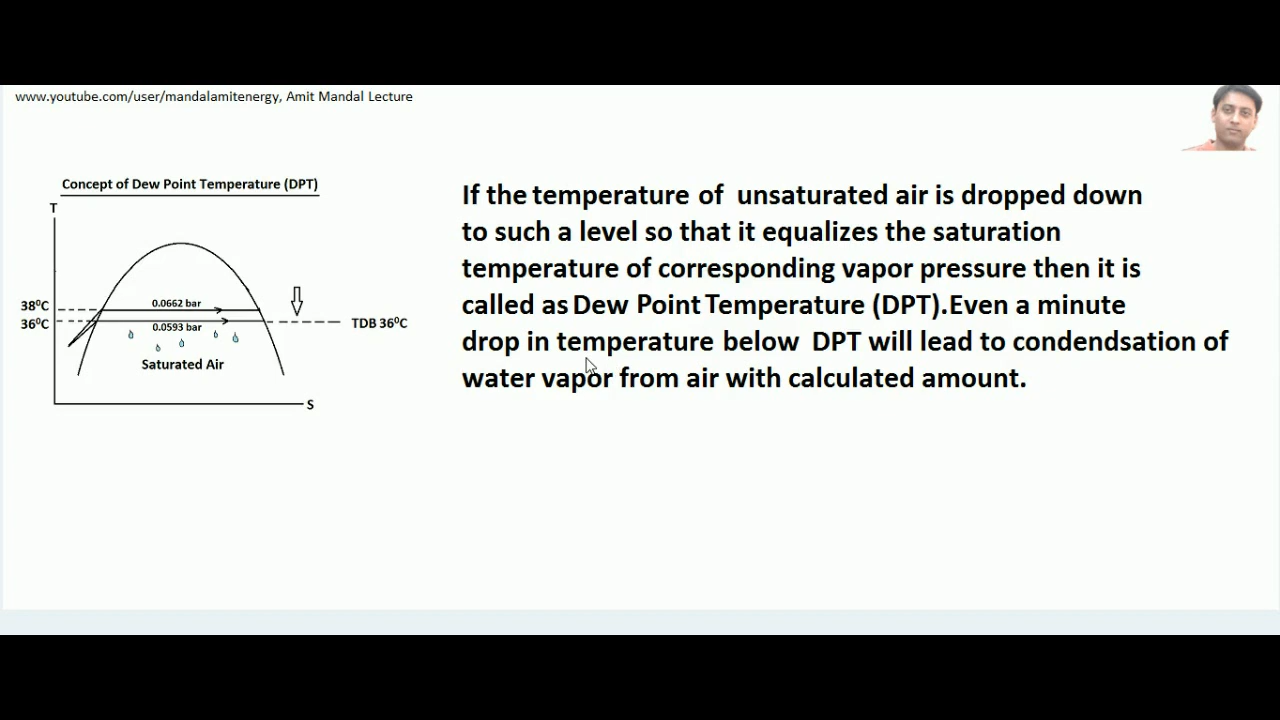 www.youtube.com/user/mandalamitenergy, Amit Mandal Lecture
Concept of Dew Point Temperature (DPT)
T
38⁰C
36⁰C
0.0662 bar
0.0593 bar
Saturated Air
TDB 36⁰C
S
If the temperature of unsaturated air is dropped down
to such a level so that it equalizes the saturation
temperature of corresponding vapor pressure then it is
called as Dew Point Temperature (DPT).Even a minute
drop in temperature below DPT will lead to condendsation of
water vapor from air with calculated amount.